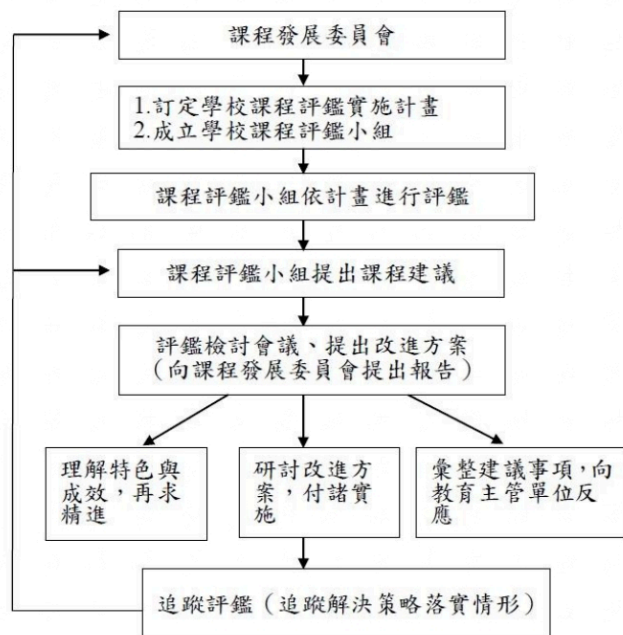 課程發展委員會
1.訂定學校課程評鑑實施計畫
2.成立學校課程評鑑小組
課程評鑑小組依計畫進行評鑑
課程評鑑小組提出課程建議
評鑑檢討會議、提出改進方案
(向課程發展委員會提出報告)
理解特色與
成效，再求
精進
研討改進方
案，付諸實
施
彙整建議事項，向
教育主管單位反
應
追蹤評鑑(追蹤解決策略落實情形)